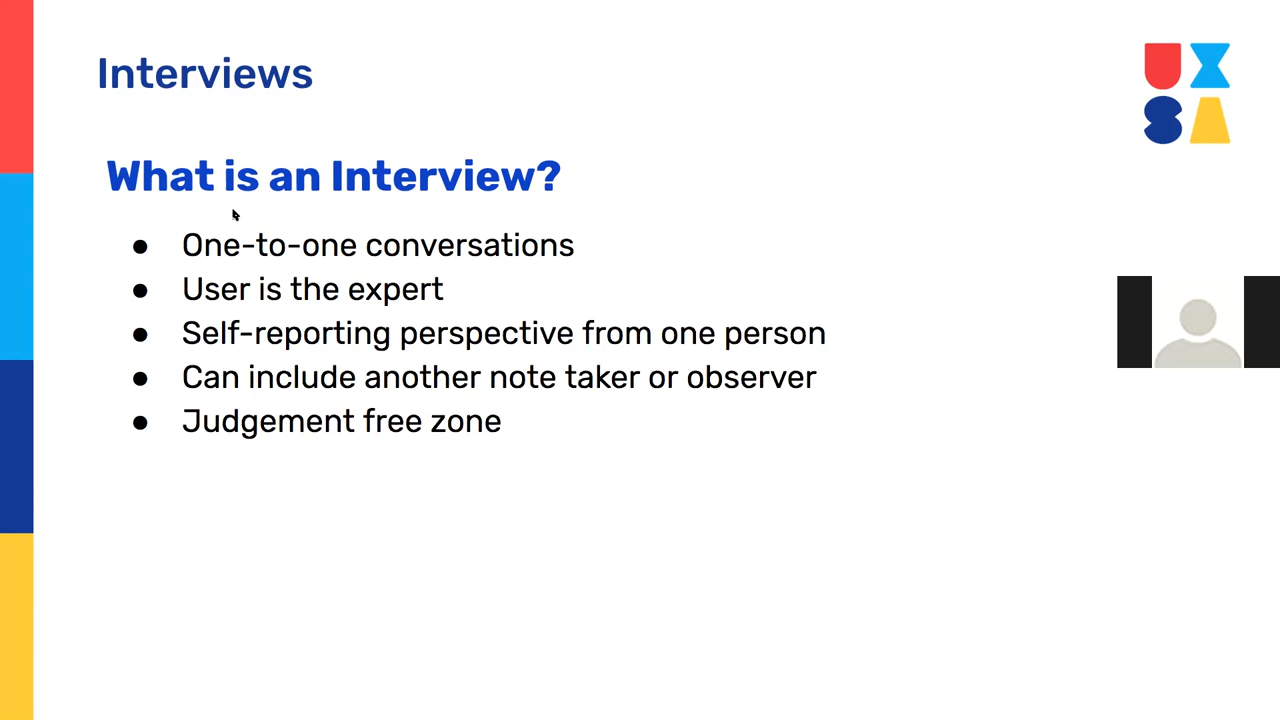 Interviews
UX
SA
What is an Interview?
● One-to-one conversations
● User is the expert
● Self-reporting perspective from one person
● Can include another note taker or observer
● Judgement free zone